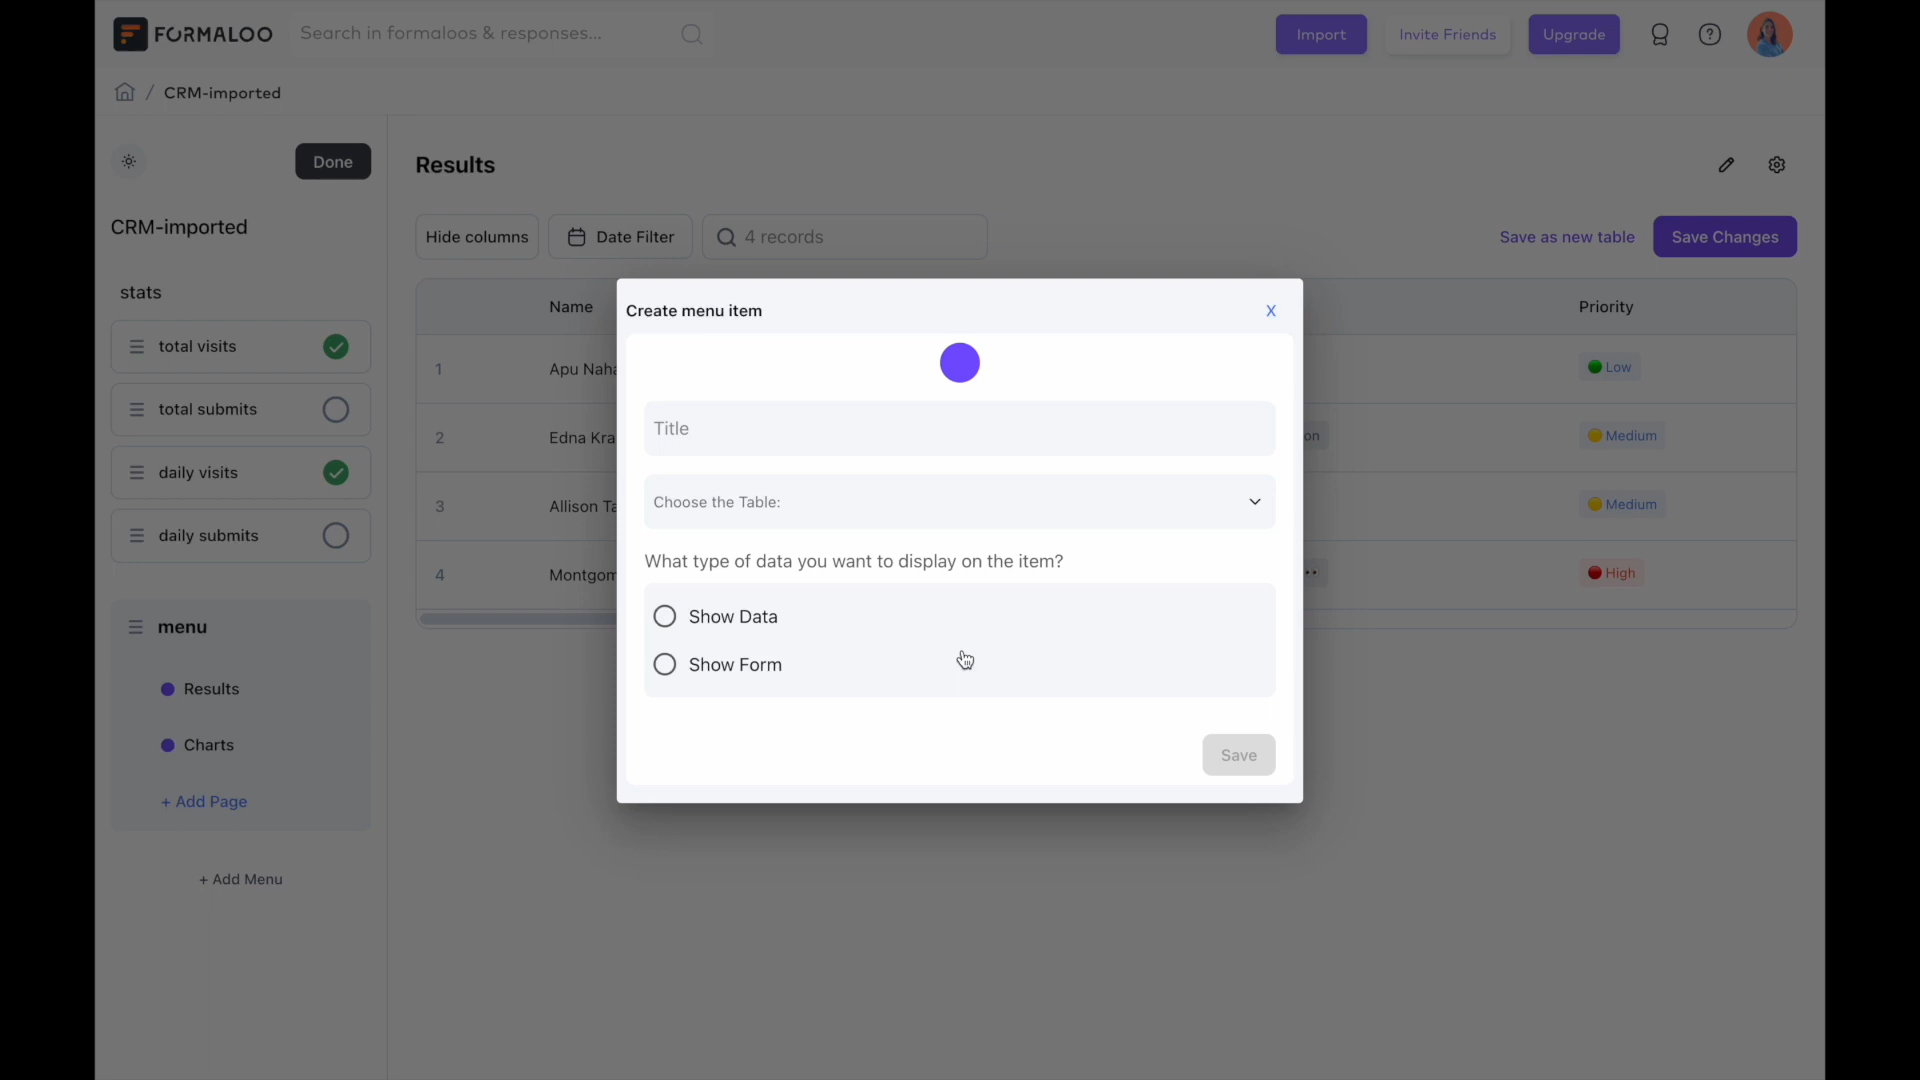 FORMALOO
Search in formaloos & responses...
Import
Invite Friends
Upgrade
/ CRM-imported
Done
Results
CRM-imported
Hide columns
Date Filter
4 records
Save as new table
Save Changes
stats
total visits
total submits
daily visits
daily submits
Name
Priority
1
Apu Naha
Low
2
Edna Kra
on
Medium
3
Allison Ta
Medium
4
Montgom
High
Create menu item
X
Title
Choose the Table:
What type of data you want to display on the item?
Show Data
Show Form
Save
menu
Results
Charts
+ Add Page
+ Add Menu